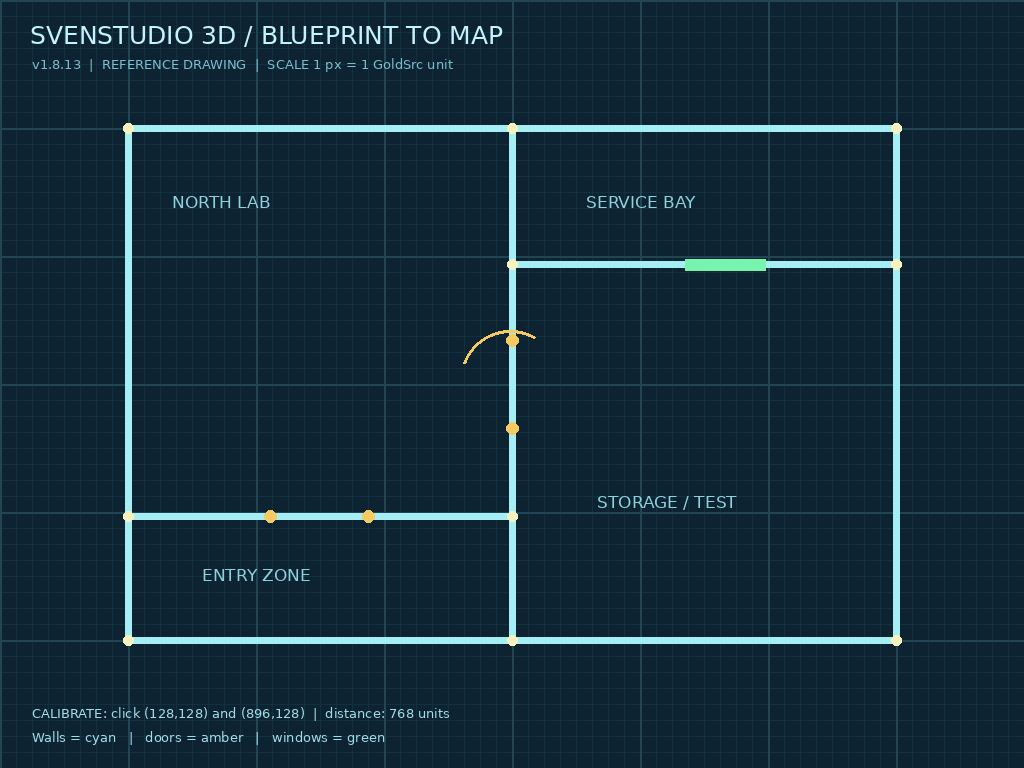 SVENSTUDIO 3D / BLUEPRINT TO MAP
v1.8.13 | REFERENCE DRAWING | SCALE 1 px = 1 GoldSrc unit
NORTH LAB
SERVICE BAY
STORAGE / TEST
ENTRY ZONE
CALIBRATE: click (128,128) and (896,128) | distance: 768 units
Walls = cyan | doors = amber | windows = green